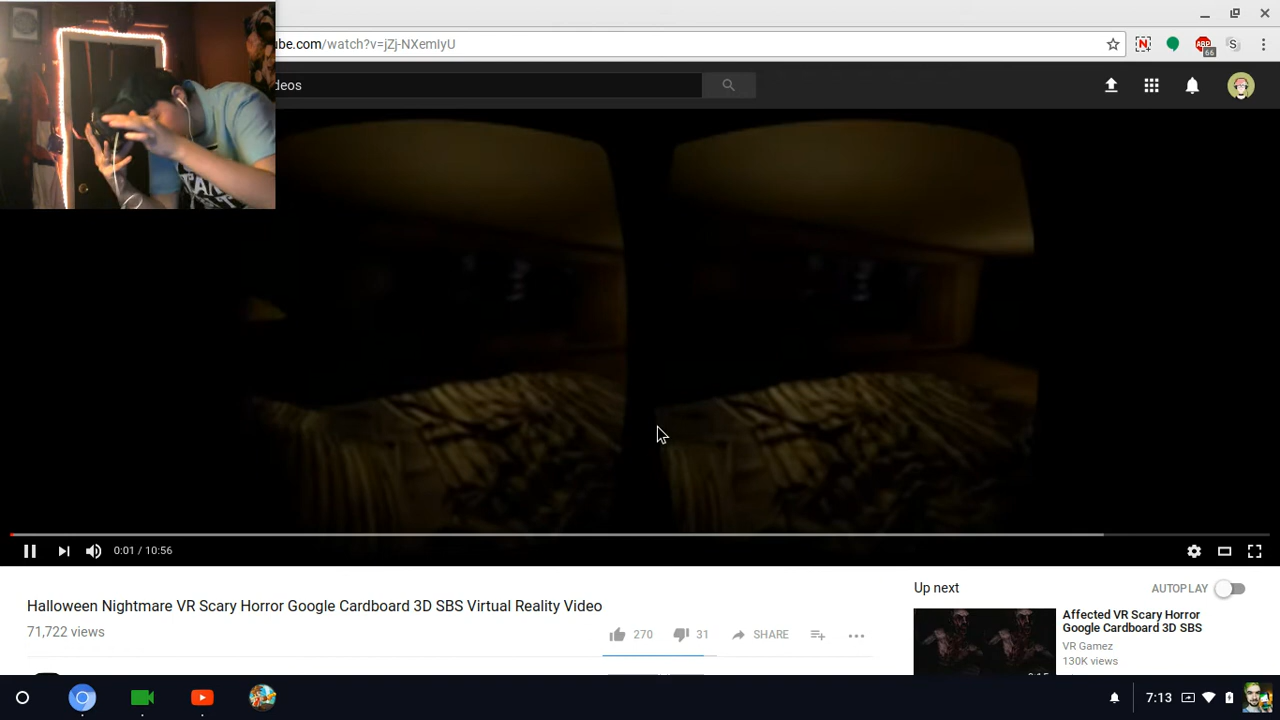 ube.com/watch?v=jZj-NXemIyU
66
S
deos
0:01 / 10:56
Halloween Nightmare VR Scary Horror Google Cardboard 3D SBS Virtual Reality Video
71,722 views
270
31
SHARE
Up next
AUTOPLAY
Affected VR Scary Horror
Google Cardboard 3D SBS
VR Gamez
130K views
7:13